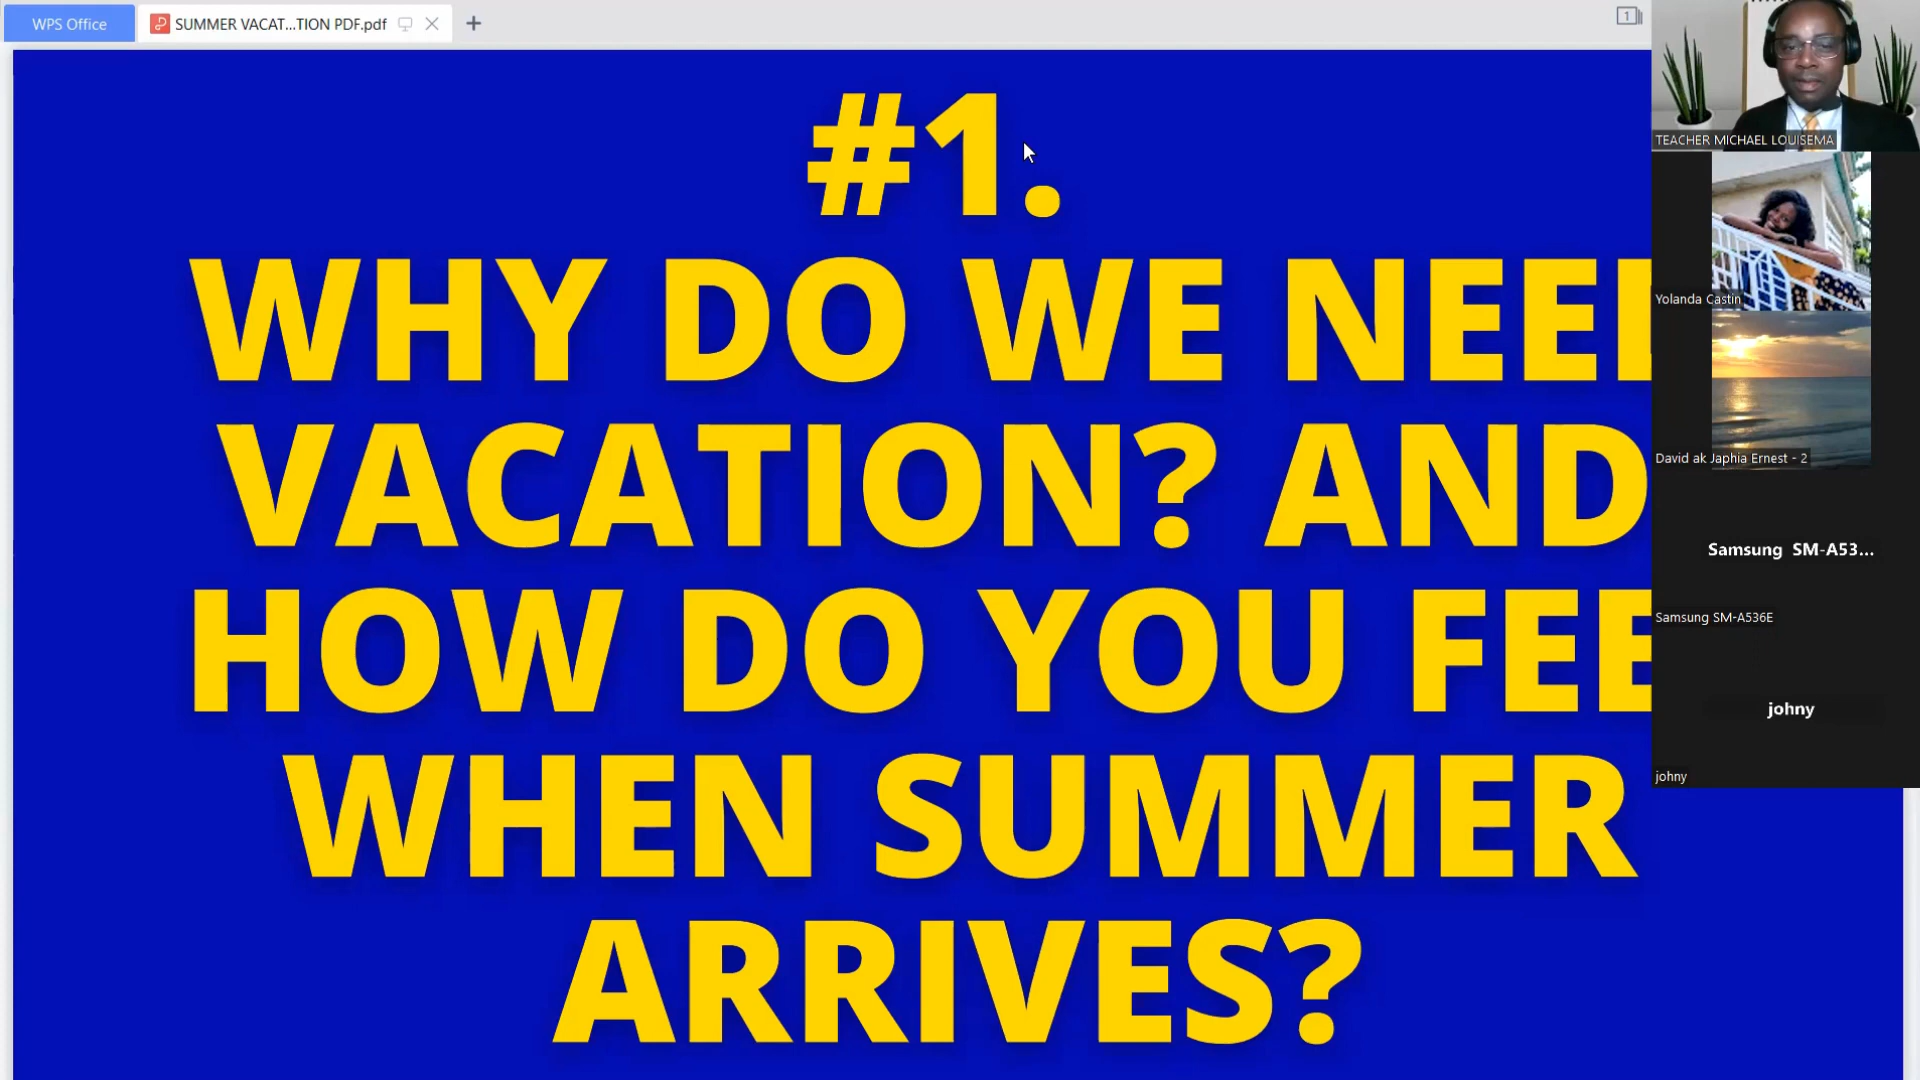 WPS Office
SUMMER VACAT...TION PDF.pdf
1
#1.
WHY DO WE NEE
VACATION? AND
HOW DO YOU FEE
WHEN SUMMER
ARRIVES?
TEACHER MICHAEL LOUISEMA
Yolanda Castin
David ak Japhia Ernest - 2
Samsung SM-A53...
Samsung SM-A536E
johny
johny